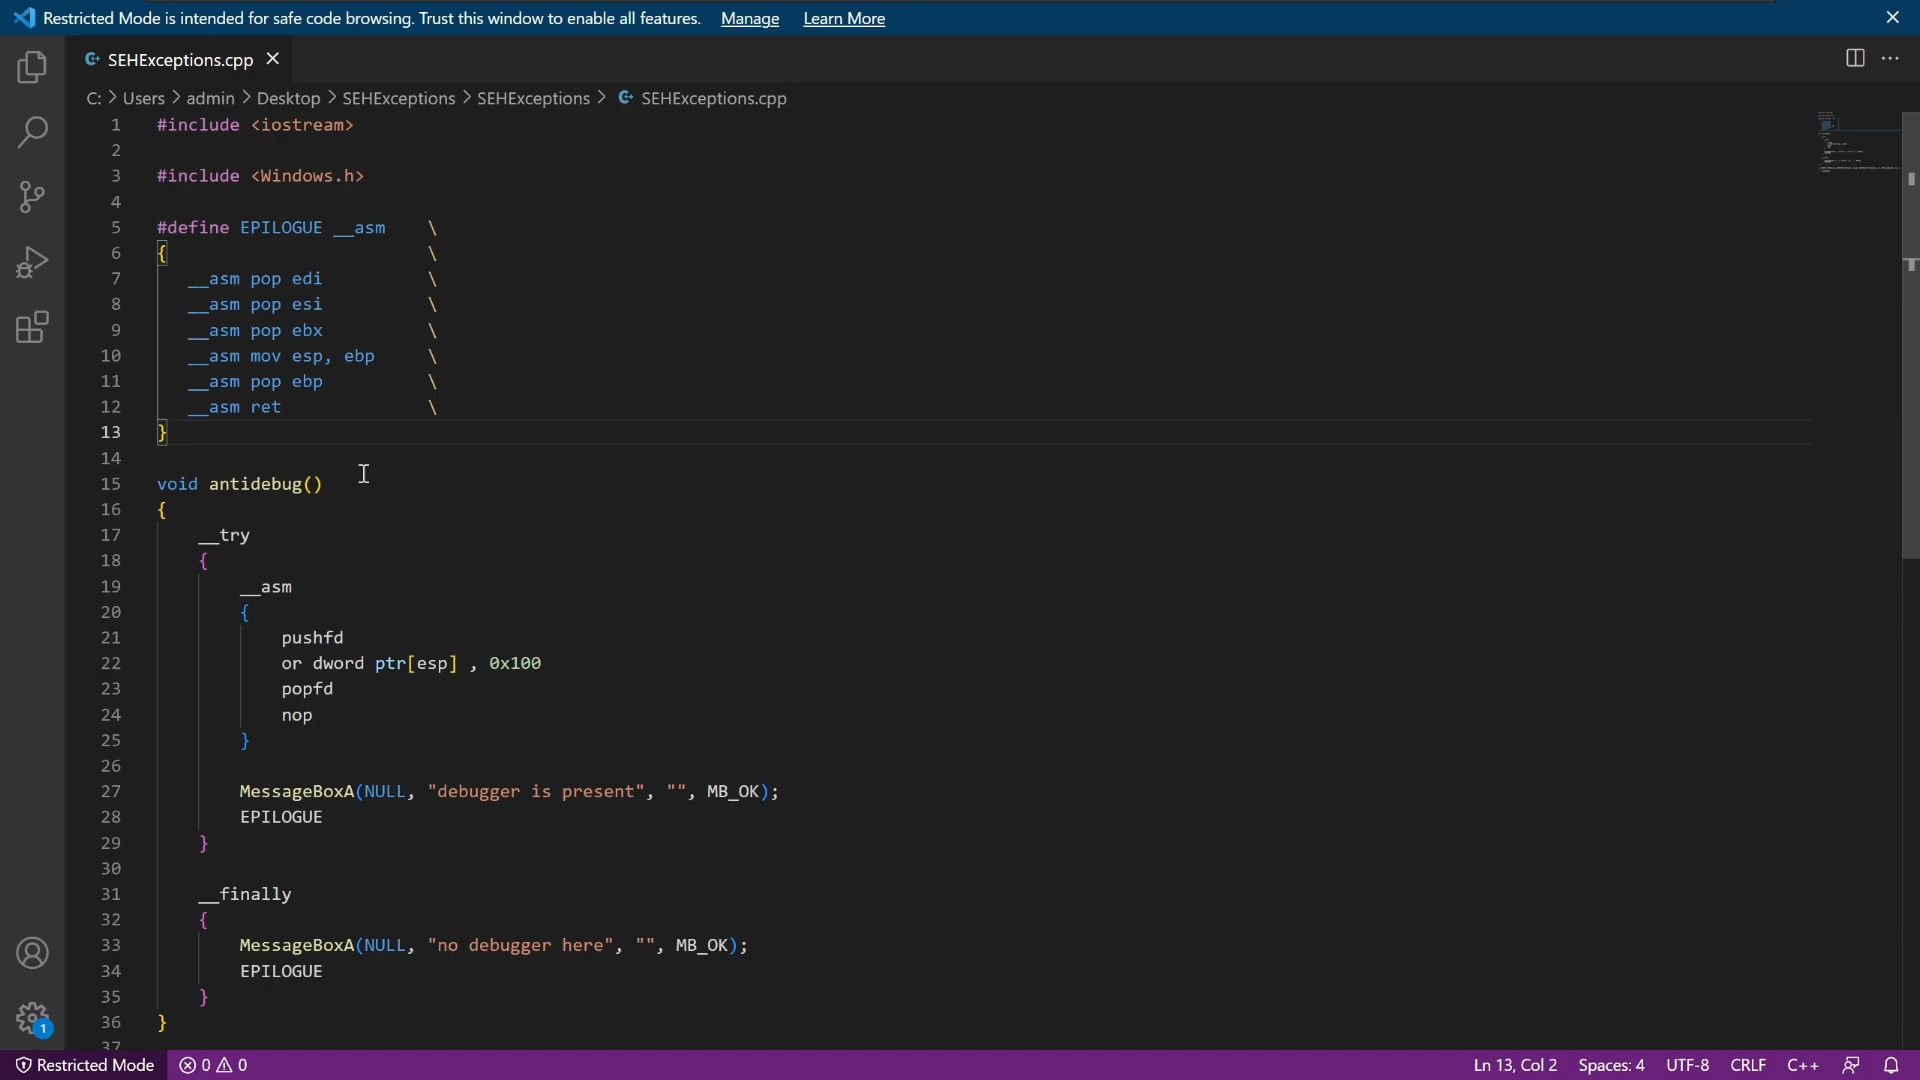 Restricted Mode is intended for safe code browsing. Trust this window to enable all features. Manage Learn More
SEHExceptions.cpp
C: > Users > admin > Desktop > SEHExceptions > SEHExceptions > SEHExceptions.cpp
1 #include <iostream>
2
3 #include <Windows.h>
4
5 #define EPILOGUE __asm \
6 { \
7 __asm pop edi \
8 __asm pop esi \
9 __asm pop ebx \
10 __asm mov esp, ebp \
11 __asm pop ebp \
12 __asm ret \
13 }
14
15 void antidebug()
16 {
17 __try
18 {
19 __asm
20 {
21 pushfd
22 or dword ptr[esp] , 0x100
23 popfd
24 nop
25 }
26
27 MessageBoxA(NULL, "debugger is present", "", MB_OK);
28 EPILOGUE
29 }
30
31 __finally
32 {
33 MessageBoxA(NULL, "no debugger here", "", MB_OK);
34 EPILOGUE
35 }
36 }
37
1
Restricted Mode 0 0 Ln 13, Col 2 Spaces: 4 UTF-8 CRLF C++